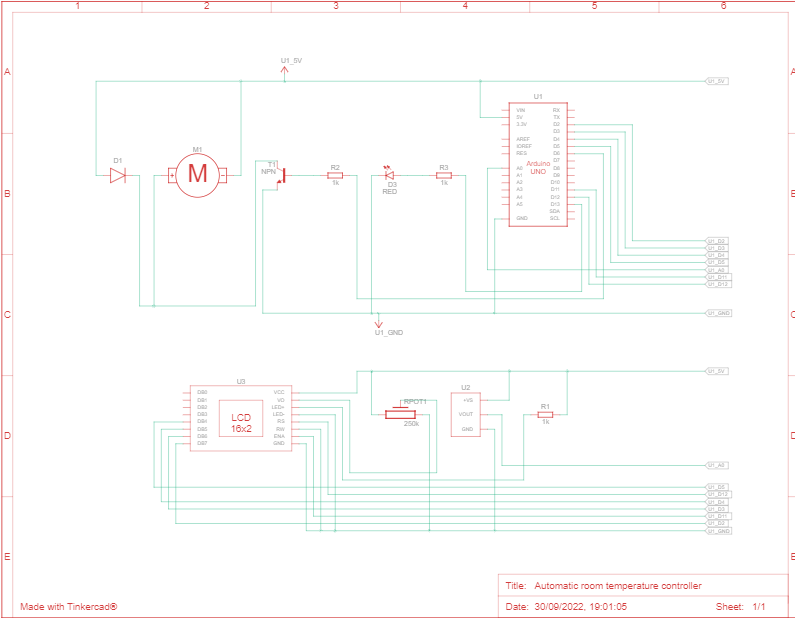 1 2 3 4 5 6
A A
U1_5V
U1_5V
U1
VIN RX
5V TX
3.3V D2
D3
AREF D4
IOREF D5
RES D6
D7
A0 D8
A1 D9
A2 D10
A3 D11
A4 D12
A5 D13
SDA
GND SCL
Arduino
UNO
D1
M1
M
+ -
T1
NPN
R2
1k
D3
RED
R3
1k
B B
U1_D2
U1_D3
U1_D4
U1_D5
U1_A0
U1_D11
U1_D12
C C
U1_GND
U1_GND
U1_5V
U3
DB0 VCC
DB1 VO
DB2 LED+
DB3 LED-
DB4 RS
DB5 RW
DB6 ENA
DB7 GND
LCD
16x2
RPOT1
250k
U2
+VS
VOUT
GND
R1
1k
D D
U1_A0
U1_D5
U1_D12
U1_D4
U1_D3
U1_D11
U1_D2
U1_GND
E E
Title: Automatic room temperature controller
Made with Tinkercad®
Date: 30/09/2022, 19:01:05 Sheet: 1/1